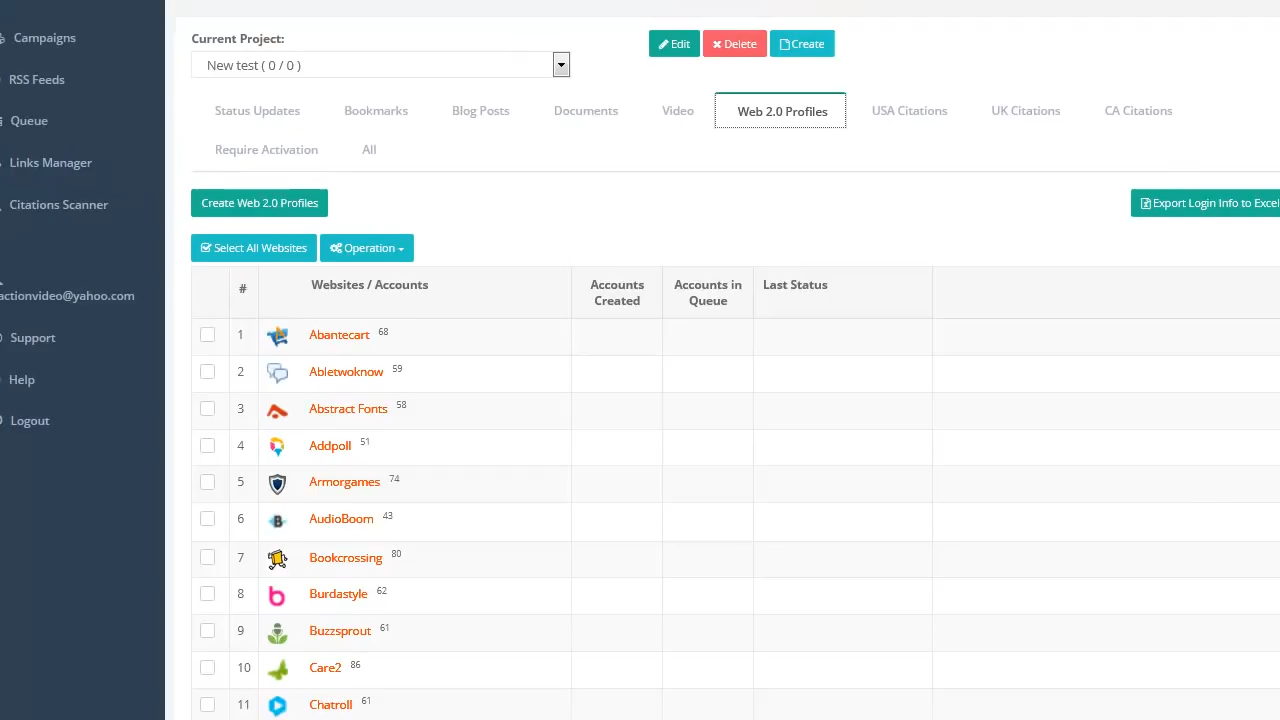 Campaigns
RSS Feeds
Queue
Links Manager
Citations Scanner
actionvideo@yahoo.com
Support
Help
Logout
Current Project:
New test ( 0 / 0 )
Edit Delete Create
Status Updates Bookmarks Blog Posts Documents Video Web 2.0 Profiles USA Citations UK Citations CA Citations
Require Activation All
Create Web 2.0 Profiles Export Login Info to Excel
Select All Websites Operation
# Websites / Accounts Accounts Created Accounts in Queue Last Status
1 Abantecart 68
2 Abletwoknow 59
3 Abstract Fonts 58
4 Addpoll 51
5 Armorgames 74
6 AudioBoom 43
7 Bookcrossing 80
8 Burdastyle 62
9 Buzzsprout 61
10 Care2 86
11 Chatroll 61